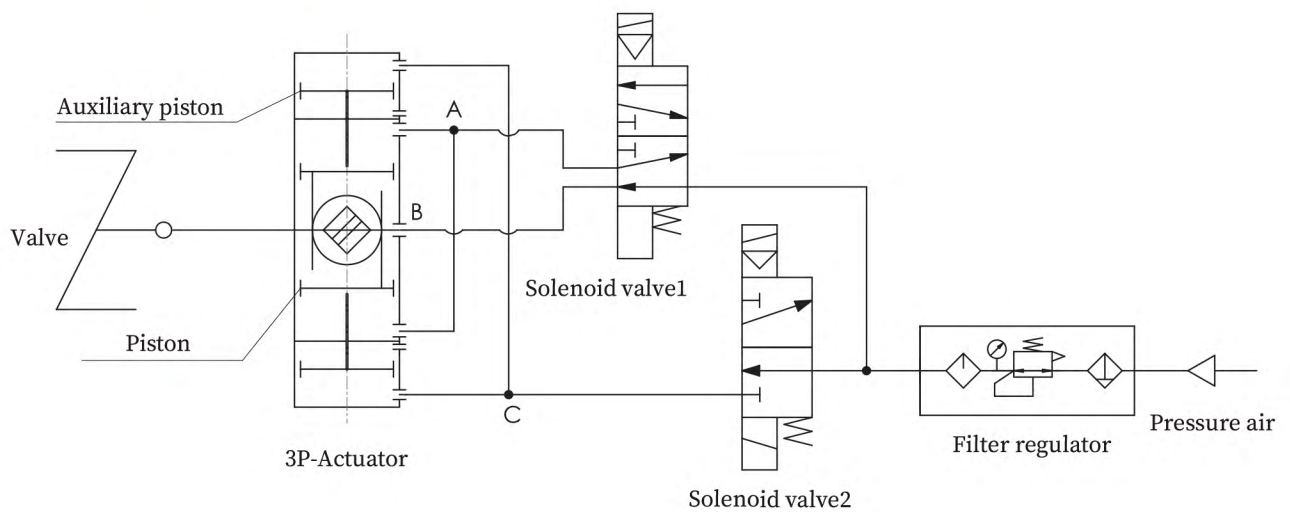 Auxiliary piston
A
B
Valve
Solenoid valve1
Piston
C
Pressure air
Filter regulator
3P-Actuator
Solenoid valve2